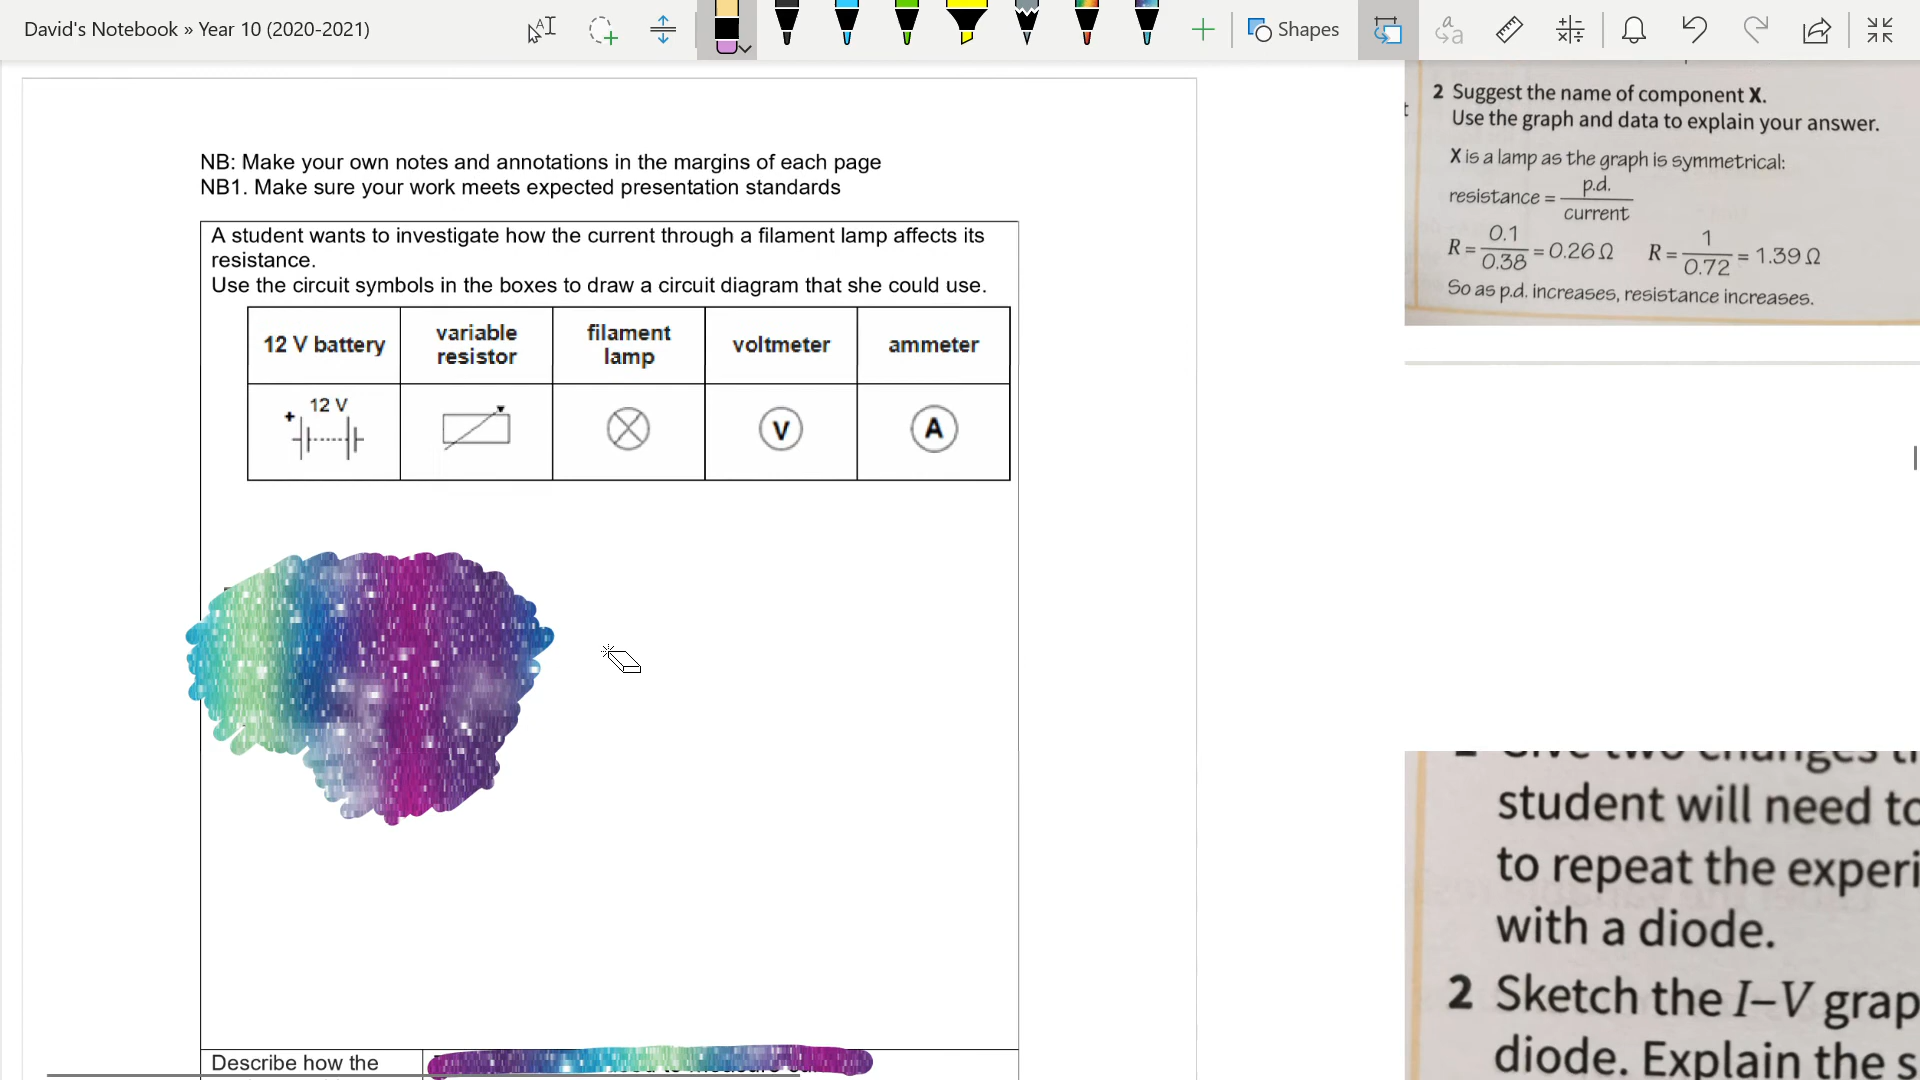 David's Notebook » Year 10 (2020-2021)
Shapes
NB: Make your own notes and annotations in the margins of each page
NB1. Make sure your work meets expected presentation standards
A student wants to investigate how the current through a filament lamp affects its
resistance.
Use the circuit symbols in the boxes to draw a circuit diagram that she could use.
12 V battery
variable resistor
filament lamp
voltmeter
ammeter
12 V
+
V
A
Describe how the
2 Suggest the name of component X.
Use the graph and data to explain your answer.
X is a lamp as the graph is symmetrical:
resistance = p.d. / current
R = 0.1 / 0.38 = 0.26 Ω R = 1 / 0.72 = 1.39 Ω
So as p.d. increases, resistance increases.
Give two changes
student will need to
to repeat the
with a diode.
2 Sketch the I–V
diode. Explain the